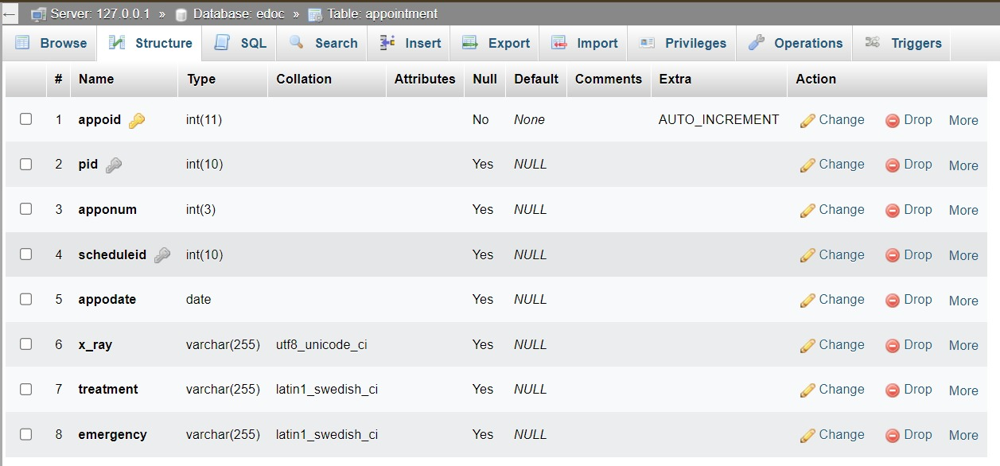 Server: 127.0.0.1 » Database: edoc » Table: appointment
Browse Structure SQL Search Insert Export Import Privileges Operations Triggers
# Name Type Collation Attributes Null Default Comments Extra Action
1 appoid int(11) No None AUTO_INCREMENT Change Drop More
2 pid int(10) Yes NULL Change Drop More
3 apponum int(3) Yes NULL Change Drop More
4 scheduleid int(10) Yes NULL Change Drop More
5 appodate date Yes NULL Change Drop More
6 x_ray varchar(255) utf8_unicode_ci Yes NULL Change Drop More
7 treatment varchar(255) latin1_swedish_ci Yes NULL Change Drop More
8 emergency varchar(255) latin1_swedish_ci Yes NULL Change Drop More